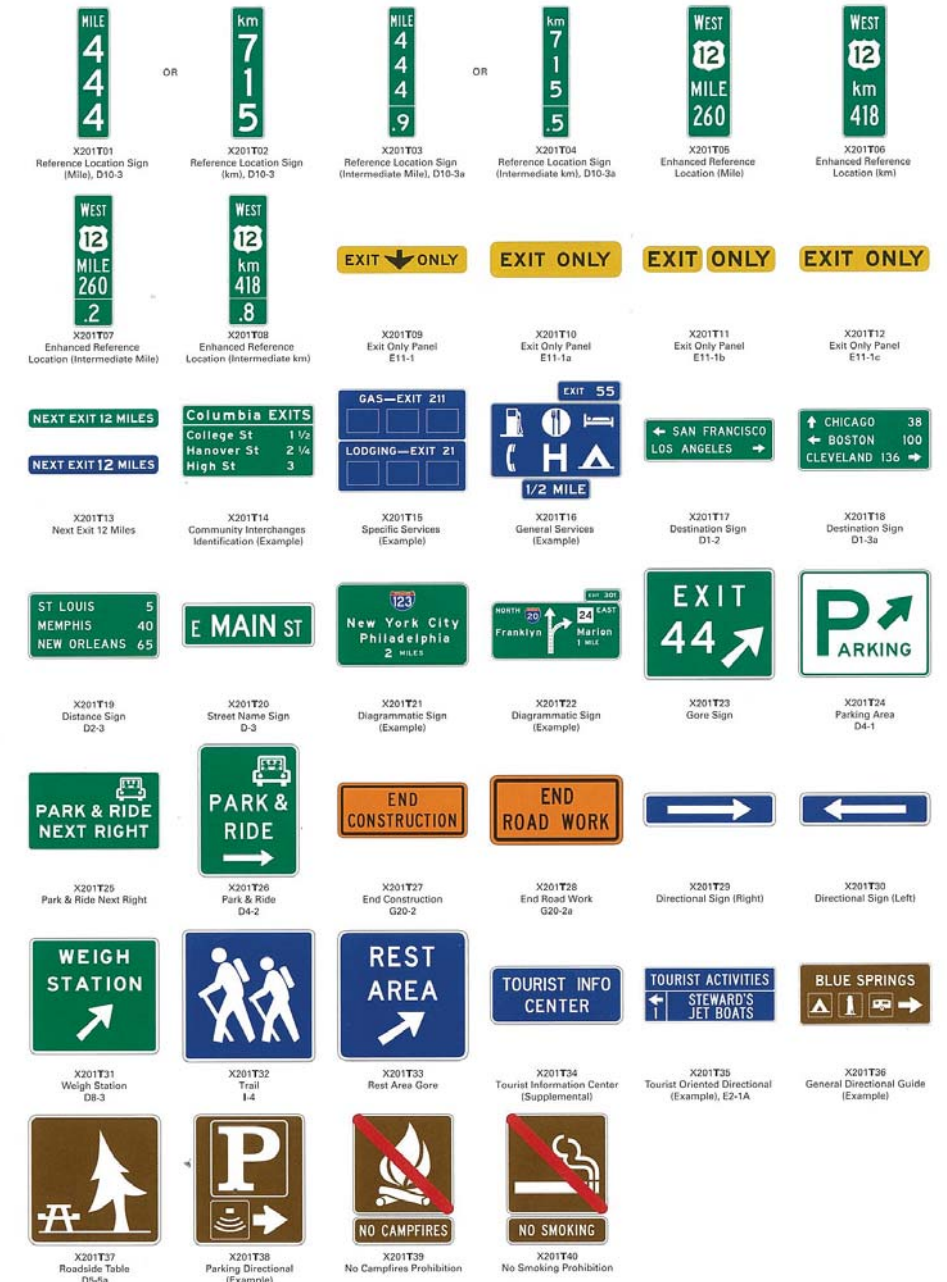 MILE
4
4
4
OR
km
7
1
5
MILE
4
4
4
.9
OR
km
7
1
5
.5
WEST
12
MILE
260
WEST
12
km
418
X201T01
Reference Location Sign
(Mile), D10-3
X201T02
Reference Location Sign
(km), D10-3
X201T03
Reference Location Sign
(Intermediate Mile), D10-3a
X201T04
Reference Location Sign
(Intermediate km), D10-3a
X201T05
Enhanced Reference
Location (Mile)
X201T06
Enhanced Reference
Location (km)
WEST
12
MILE
260
.2
WEST
12
km
418
.8
EXIT ONLY
EXIT ONLY
EXIT ONLY
EXIT ONLY
X201T07
Enhanced Reference
Location (Intermediate Mile)
X201T08
Enhanced Reference
Location (Intermediate km)
X201T09
Exit Only Panel
E11-1
X201T10
Exit Only Panel
E11-1a
X201T11
Exit Only Panel
E11-1b
X201T12
Exit Only Panel
E11-1c
NEXT EXIT 12 MILES
NEXT EXIT 12 MILES
Columbia EXITS
College St 1 ½
Hanover St 2 ¼
High St 3
GAS—EXIT 211
LODGING—EXIT 21
EXIT 55
H
1/2 MILE
SAN FRANCISCO
LOS ANGELES
CHICAGO 38
BOSTON 100
CLEVELAND 136
X201T13
Next Exit 12 Miles
X201T14
Community Interchanges
Identification (Example)
X201T15
Specific Services
(Example)
X201T16
General Services
(Example)
X201T17
Destination Sign
D1-2
X201T18
Destination Sign
D1-3a
ST LOUIS 5
MEMPHIS 40
NEW ORLEANS 65
E MAIN ST
123
New York City
Philadelphia
2 MILES
EXIT 301
NORTH 20 24 EAST
Franklyn Marion
1 MILE
EXIT
44
P
ARKING
X201T19
Distance Sign
D2-3
X201T20
Street Name Sign
D-3
X201T21
Diagrammatic Sign
(Example)
X201T22
Diagrammatic Sign
(Example)
X201T23
Gore Sign
X201T24
Parking Area
D4-1
PARK & RIDE
NEXT RIGHT
PARK &
RIDE
END
CONSTRUCTION
END
ROAD WORK
X201T25
Park & Ride Next Right
X201T26
Park & Ride
D4-2
X201T27
End Construction
G20-2
X201T28
End Road Work
G20-2a
X201T29
Directional Sign (Right)
X201T30
Directional Sign (Left)
WEIGH
STATION
REST
AREA
TOURIST INFO
CENTER
TOURIST ACTIVITIES
1
STEWARD'S
JET BOATS
BLUE SPRINGS
X201T31
Weigh Station
D8-3
X201T32
Trail
I-4
X201T33
Rest Area Gore
X201T34
Tourist Information Center
(Supplemental)
X201T35
Tourist Oriented Directional
(Example), E2-1A
X201T36
General Directional Guide
(Example)
P
NO CAMPFIRES
NO SMOKING
X201T37
Roadside Table
D5-5a
X201T38
Parking Directional
(Example)
X201T39
No Campfires Prohibition
X201T40
No Smoking Prohibition